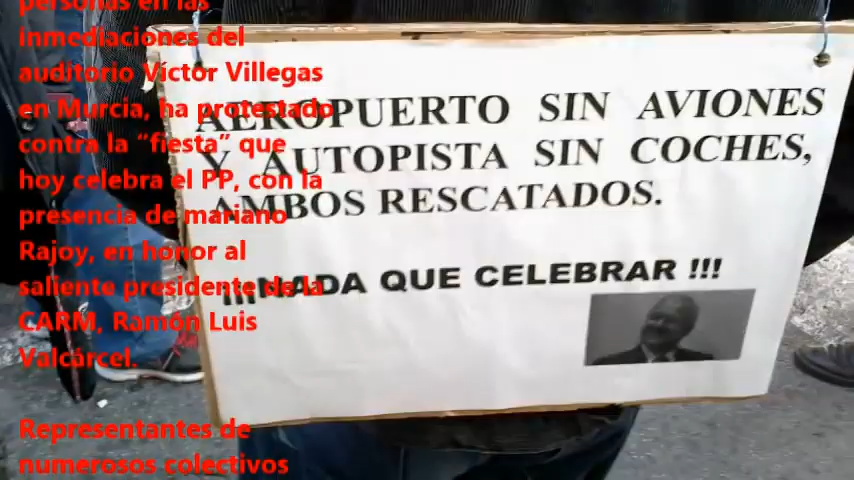 personas en las
inmediaciones del
auditorio Víctor Villegas
en Murcia, ha protestado
contra la “fiesta” que
hoy celebra el PP, con la
presencia de mariano
Rajoy, en honor al
saliente presidente de la
CARM, Ramón Luis
Valcárcel.
Representantes de
numerosos colectivos
AEROPUERTO SIN AVIONES
Y AUTOPISTA SIN COCHES,
AMBOS RESCATADOS.
¡¡¡NADA QUE CELEBRAR !!!